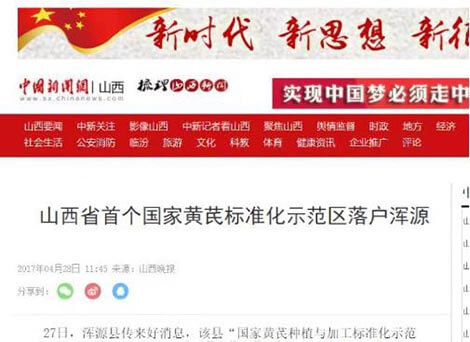 新时代 新思想 新征
中国新闻网 | 山西 梳理山西新闻
www.sx.chinanews.com
实现中国梦必须走中
山西要闻 中新关注 影像山西 中新记者看山西 聚焦山西 舆情监督 时政 地方 经济
社会生活 公安消防 临汾 旅游 文化 科教 体育 健康资讯 企业推广 评论
山西省首个国家黄芪标准化示范区落户浑源
2017年04月28日 11:45 来源：山西晚报
分享到：
27日，浑源县传来好消息，该县“国家黄芪种植与加工标准化示范